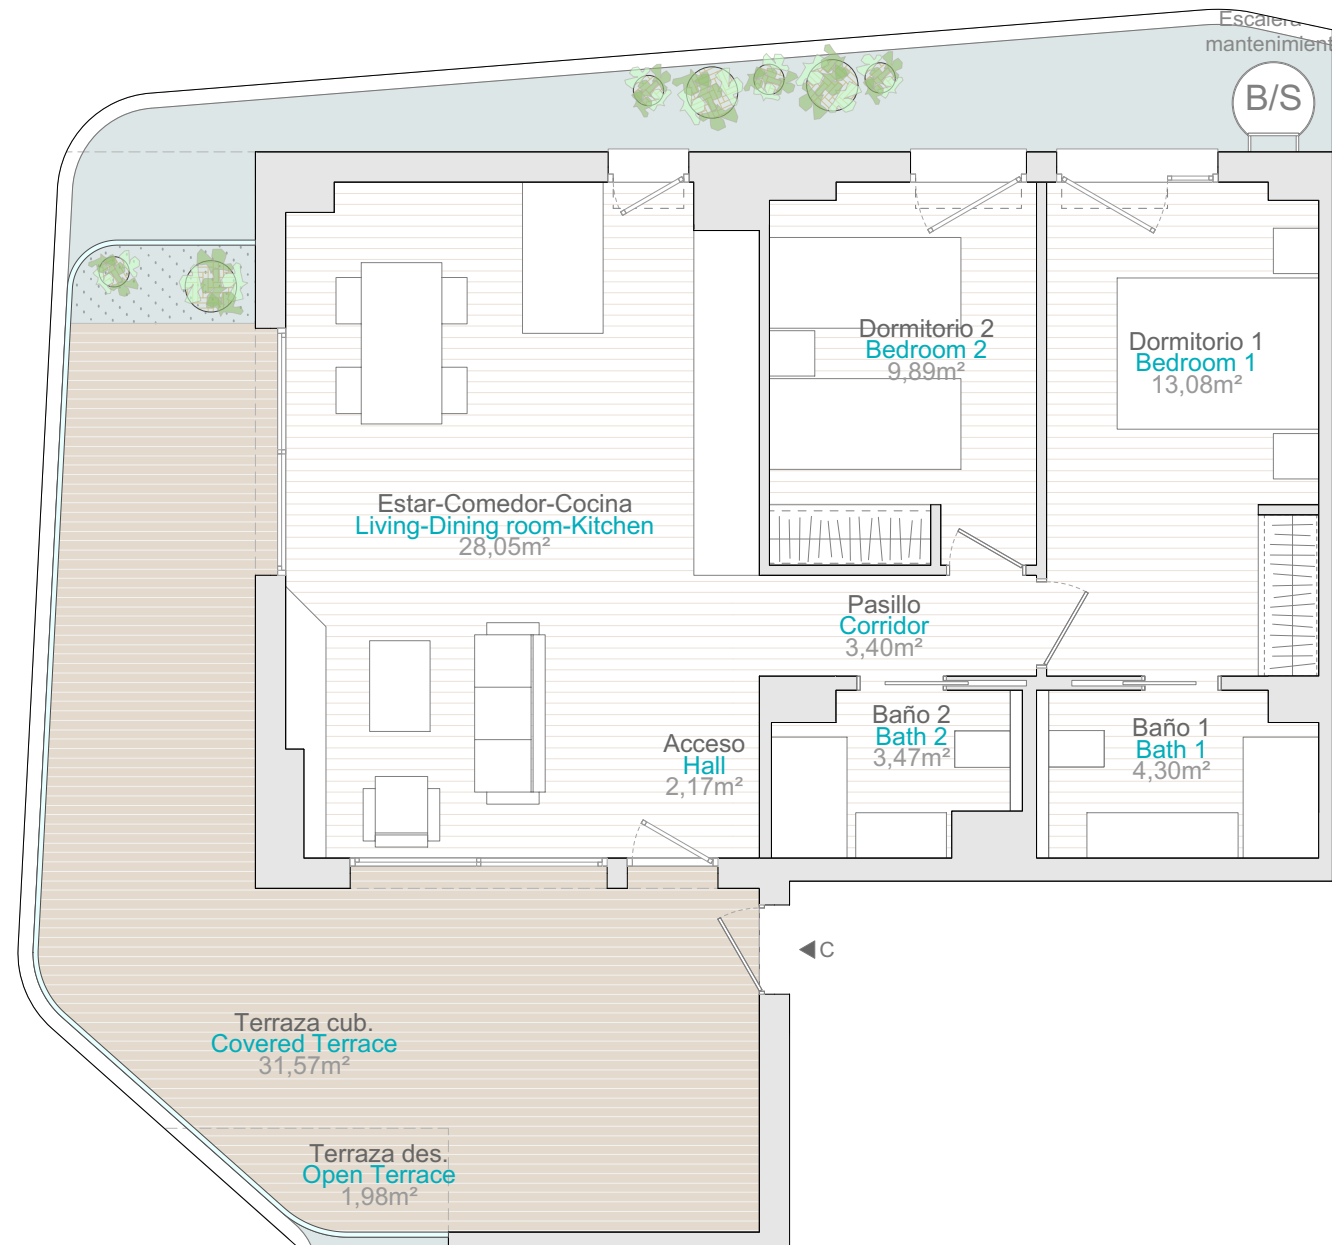 Escalera
mantenimient
B/S
Dormitorio 2
Bedroom 2
9,89m²
Dormitorio 1
Bedroom 1
13,08m²
Estar-Comedor-Cocina
Living-Dining room-Kitchen
28,05m²
Pasillo
Corridor
3,40m²
Acceso
Hall
2,17m²
Baño 2
Bath 2
3,47m²
Baño 1
Bath 1
4,30m²
C
Terraza cub.
Covered Terrace
31,57m²
Terraza des.
Open Terrace
1,98m²